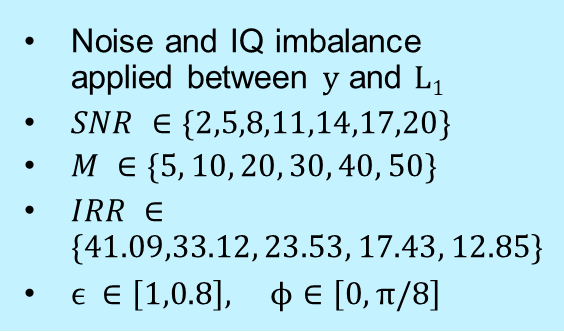 • Noise and IQ imbalance
applied between y and L₁
• SNR ∈ {2,5,8,11,14,17,20}
• M ∈ {5, 10, 20, 30, 40, 50}
• IRR ∈
{41.09,33.12, 23.53, 17.43, 12.85}
• ϵ ∈ [1,0.8], ϕ ∈ [0, π/8]